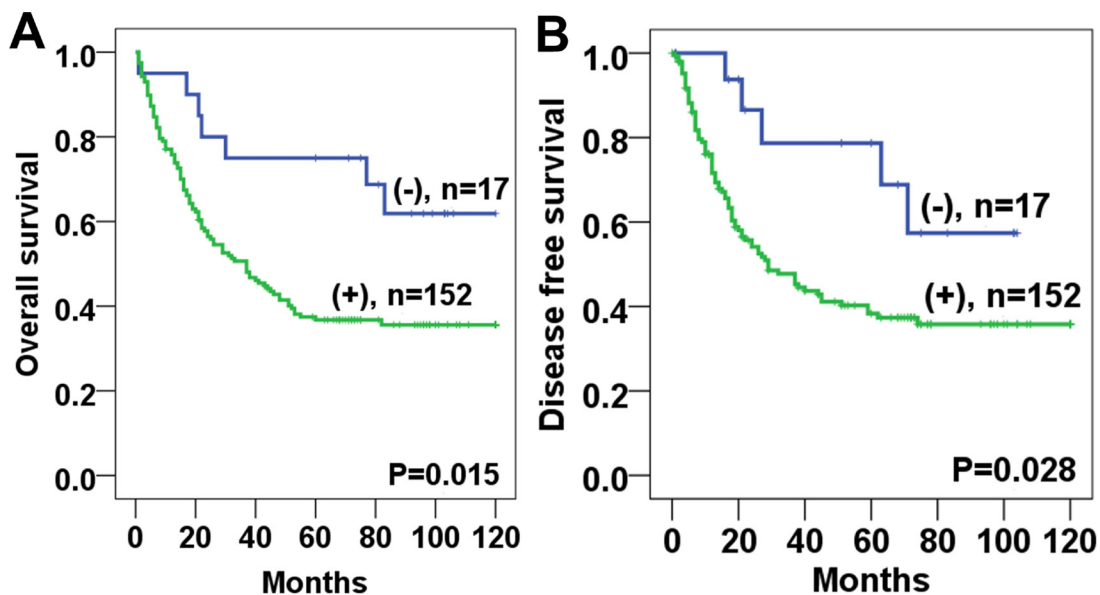 A
Overall survival
1.0
0.8
0.6
0.4
0.2
0.0
(-), n=17
(+), n=152
P=0.015
0 20 40 60 80 100 120
Months
B
Disease free survival
1.0
0.8
0.6
0.4
0.2
0.0
(-), n=17
(+), n=152
P=0.028
0 20 40 60 80 100 120
Months